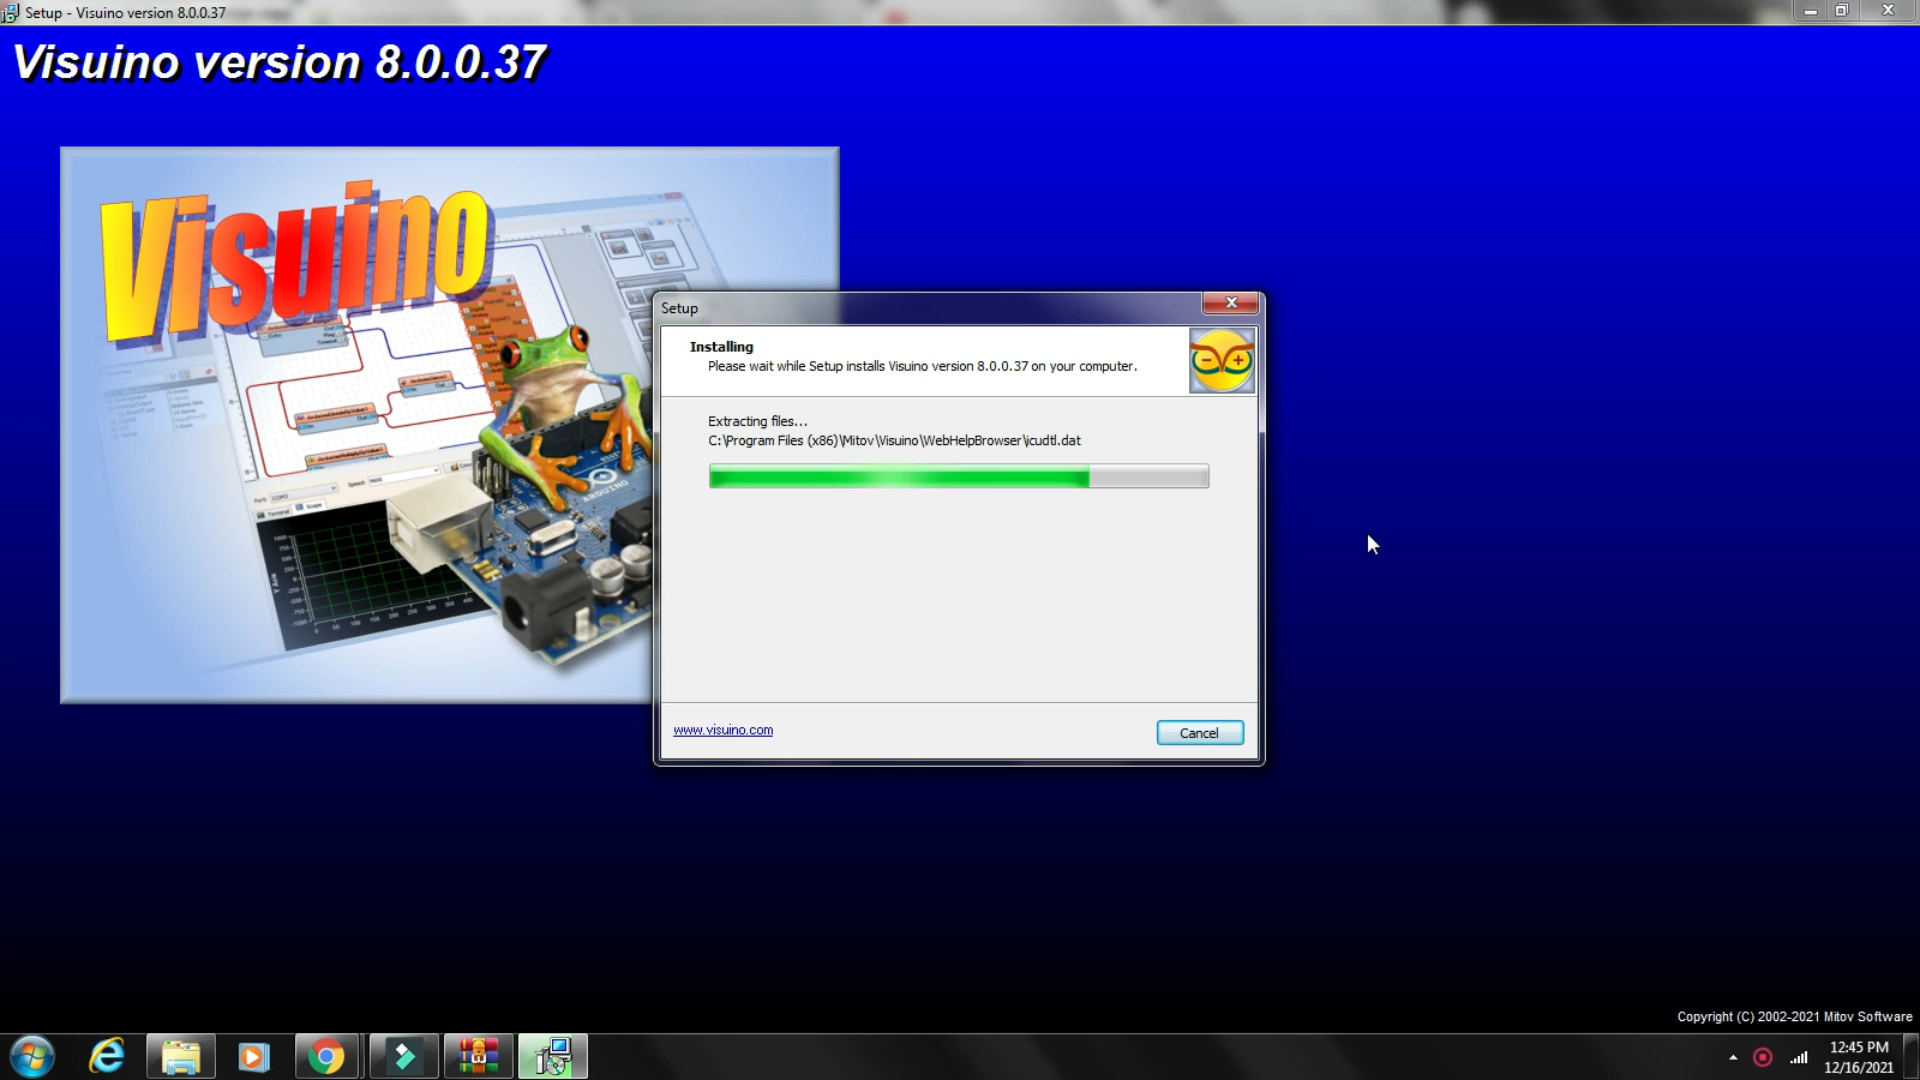 Setup - Visuino version 8.0.0.37
Visuino version 8.0.0.37
Visuino
ARDUINO
Setup
Installing
Please wait while Setup installs Visuino version 8.0.0.37 on your computer.
Extracting files...
C:\Program Files (x86)\Mitov\Visuino\WebHelpBrowser\icudtl.dat
www.visuino.com
Cancel
Copyright (C) 2002-2021 Mitov Software
12:45 PM
12/16/2021